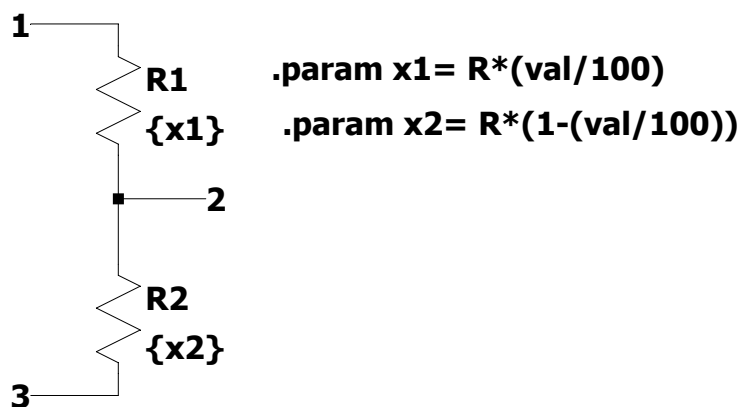 1
R1
.param x1= R*(val/100)
{x1}
.param x2= R*(1-(val/100))
2
R2
{x2}
3